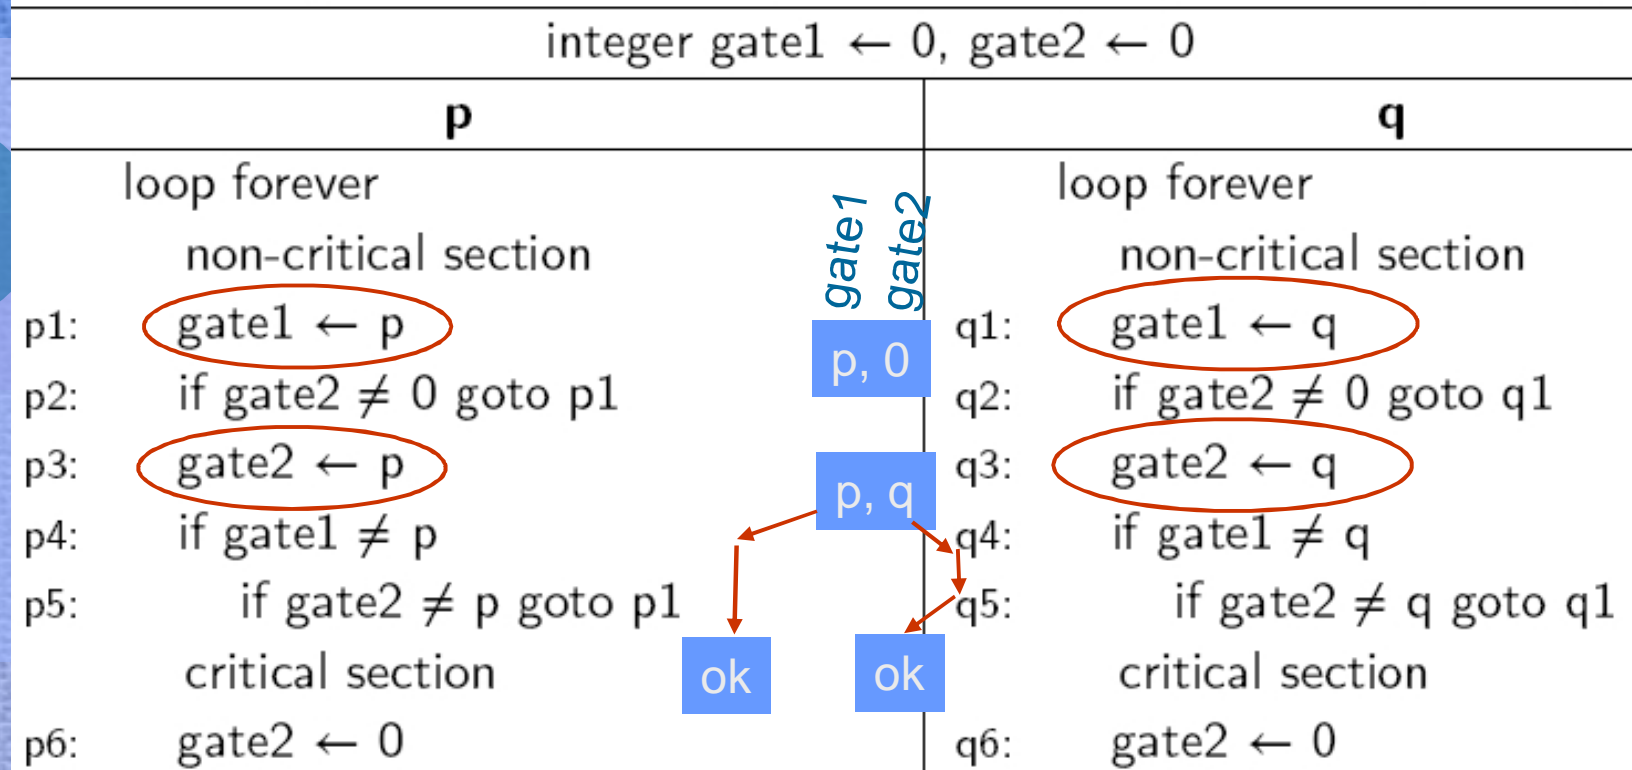 integer gate1 ← 0, gate2 ← 0
p q
loop forever loop forever
non-critical section gate1 gate2 non-critical section
p1: gate1 ← p q1: gate1 ← q
p, 0
p2: if gate2 ≠ 0 goto p1 q2: if gate2 ≠ 0 goto q1
p3: gate2 ← p q3: gate2 ← q
p, q
p4: if gate1 ≠ p q4: if gate1 ≠ q
p5: if gate2 ≠ p goto p1 q5: if gate2 ≠ q goto q1
critical section ok ok critical section
p6: gate2 ← 0 q6: gate2 ← 0